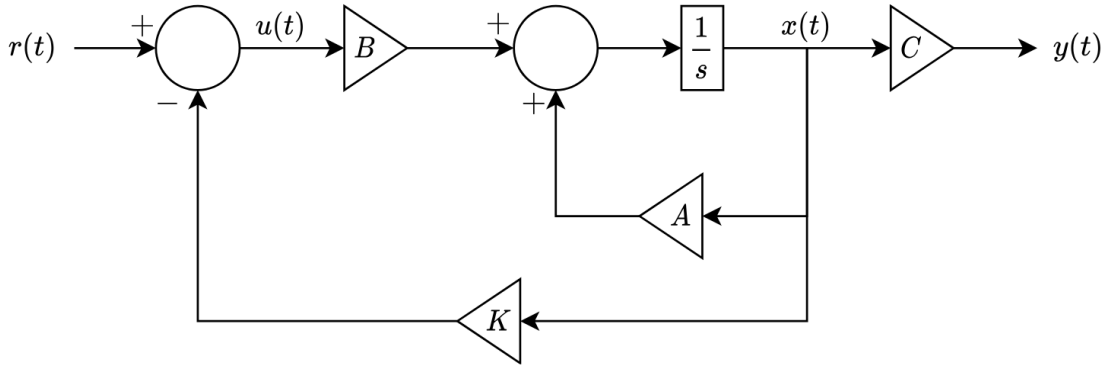 r(t) + u(t) B + 1/s x(t) C y(t)
− +
A
K